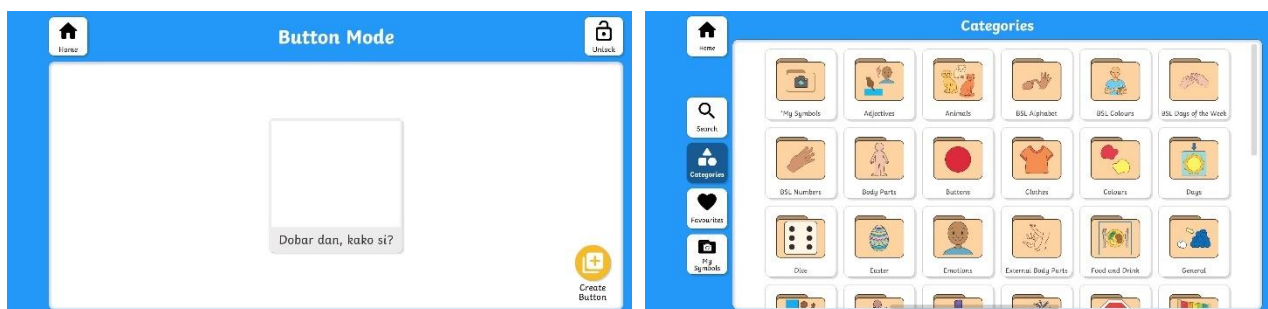 Home
Button Mode
Unlock
Dobar dan, kako si?
Create
Button
Home
Categories
Search
Categories
Favourites
My
Symbols
*My Symbols
Adjectives
Animals
BSL Alphabet
BSL Colours
BSL Days of the Week
BSL Numbers
Body Parts
Buttons
Clothes
Colours
Days
Dice
Easter
Emotions
External Body Parts
Food and Drink
General